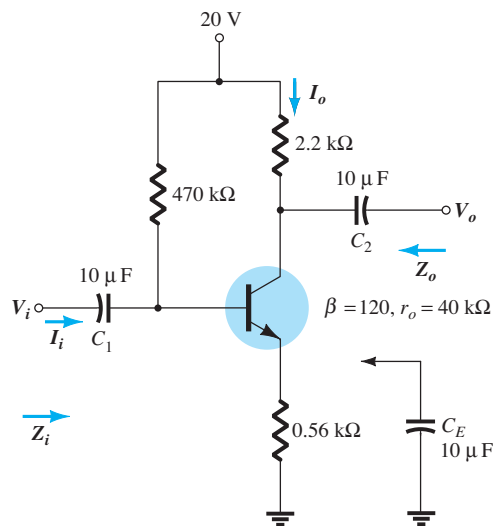 20 V
I_o
2.2 kΩ
470 kΩ
10 μF
V_o
C_2
Z_o
10 μF
V_i
I_i
C_1
β = 120, r_o = 40 kΩ
Z_i
0.56 kΩ
C_E
10 μF